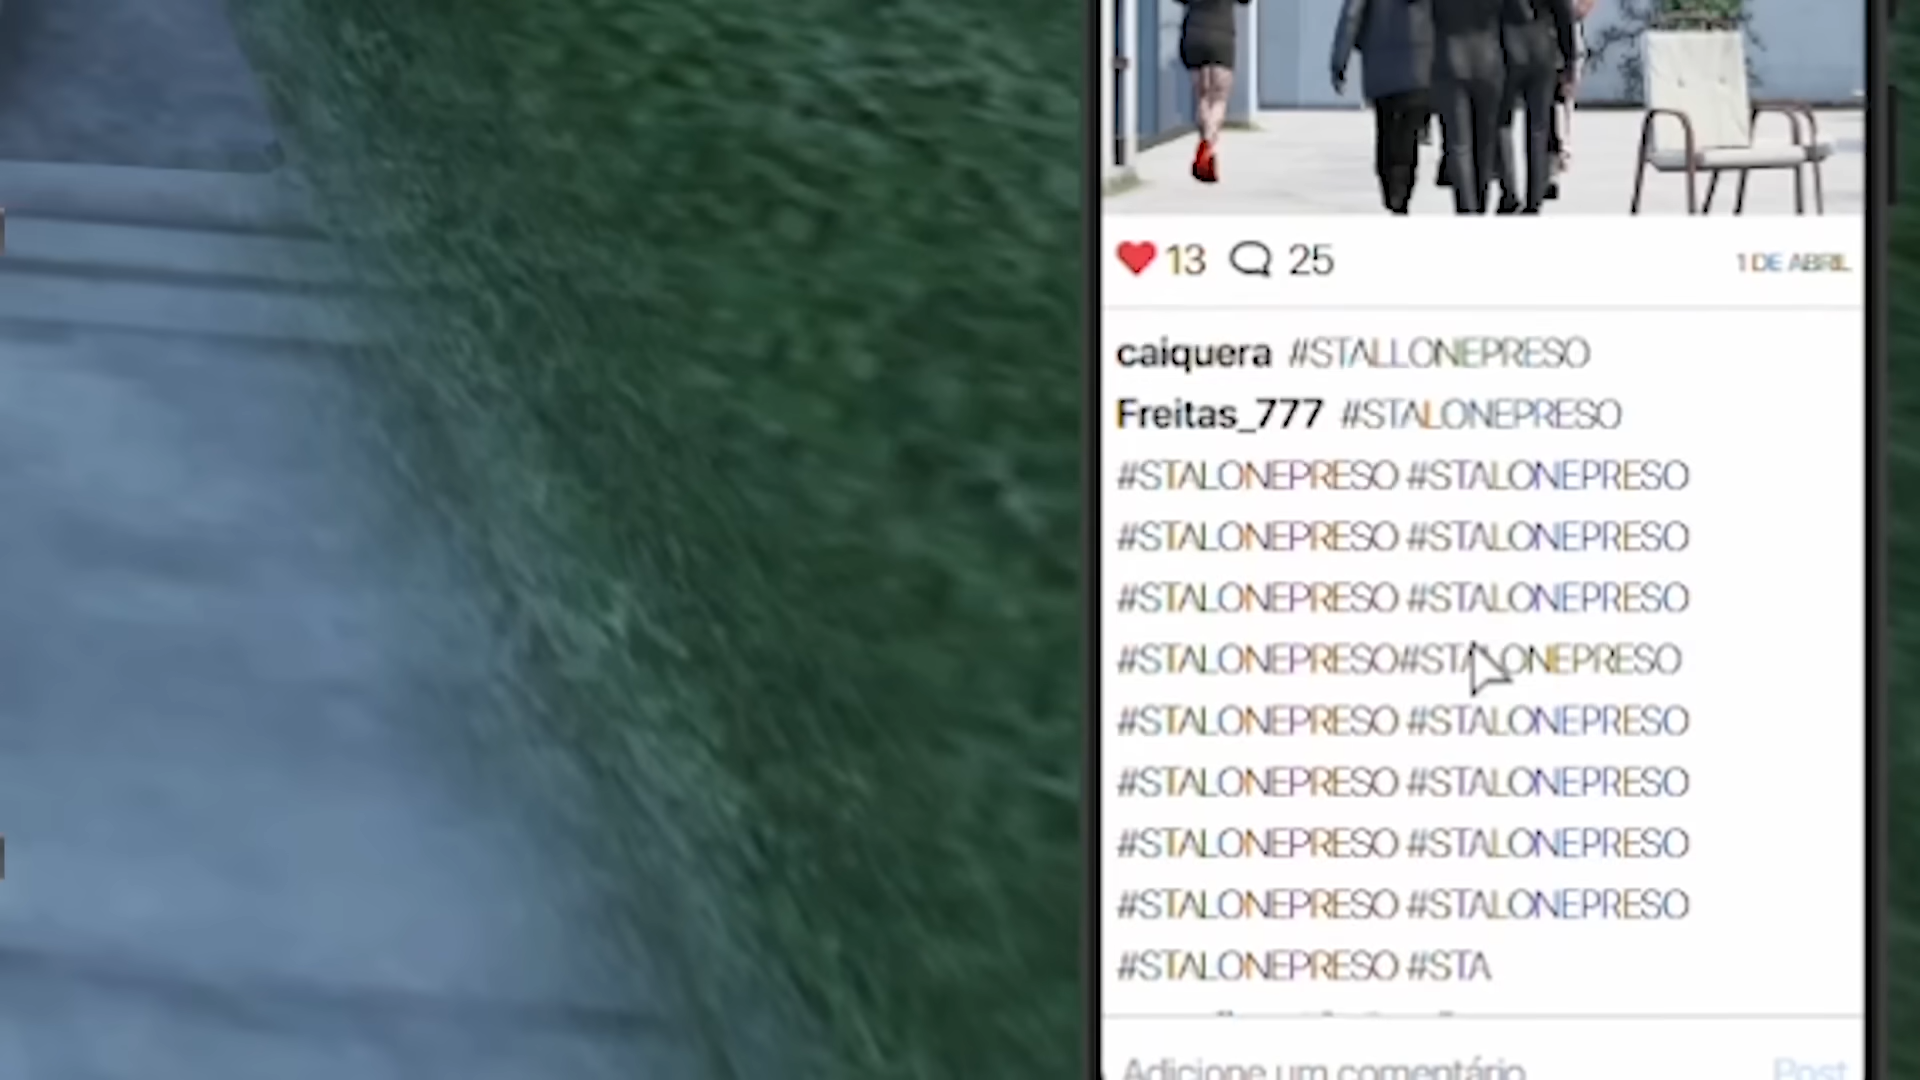 13 25 1 DE ABRIL
caiquera #STALLONEPRESO
Freitas_777 #STALONEPRESO
#STALONEPRESO #STALONEPRESO
#STALONEPRESO #STALONEPRESO
#STALONEPRESO #STALONEPRESO
#STALONEPRESO#STALONEPRESO
#STALONEPRESO #STALONEPRESO
#STALONEPRESO #STALONEPRESO
#STALONEPRESO #STALONEPRESO
#STALONEPRESO #STALONEPRESO
#STALONEPRESO #STA
Adicione um comentário Post